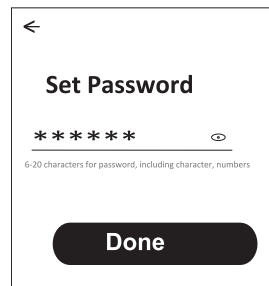 Set Password
******
6-20 characters for password, including character, numbers
Done